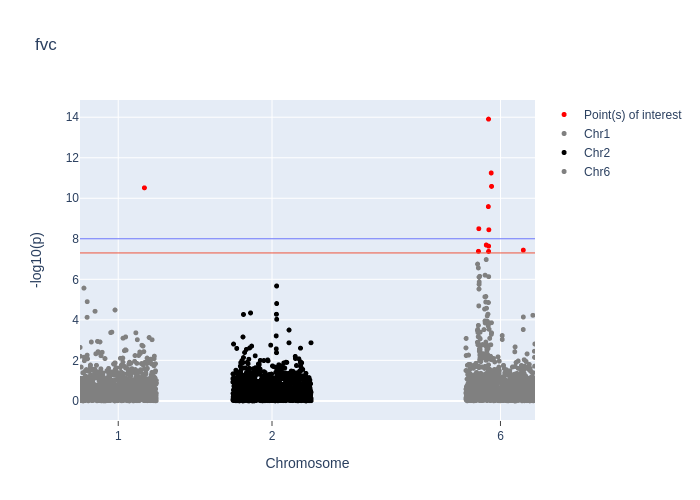 fvc
14
12
10
8
6
4
2
0
-log10(p)
1
2
6
Chromosome
Point(s) of interest
Chr1
Chr2
Chr6